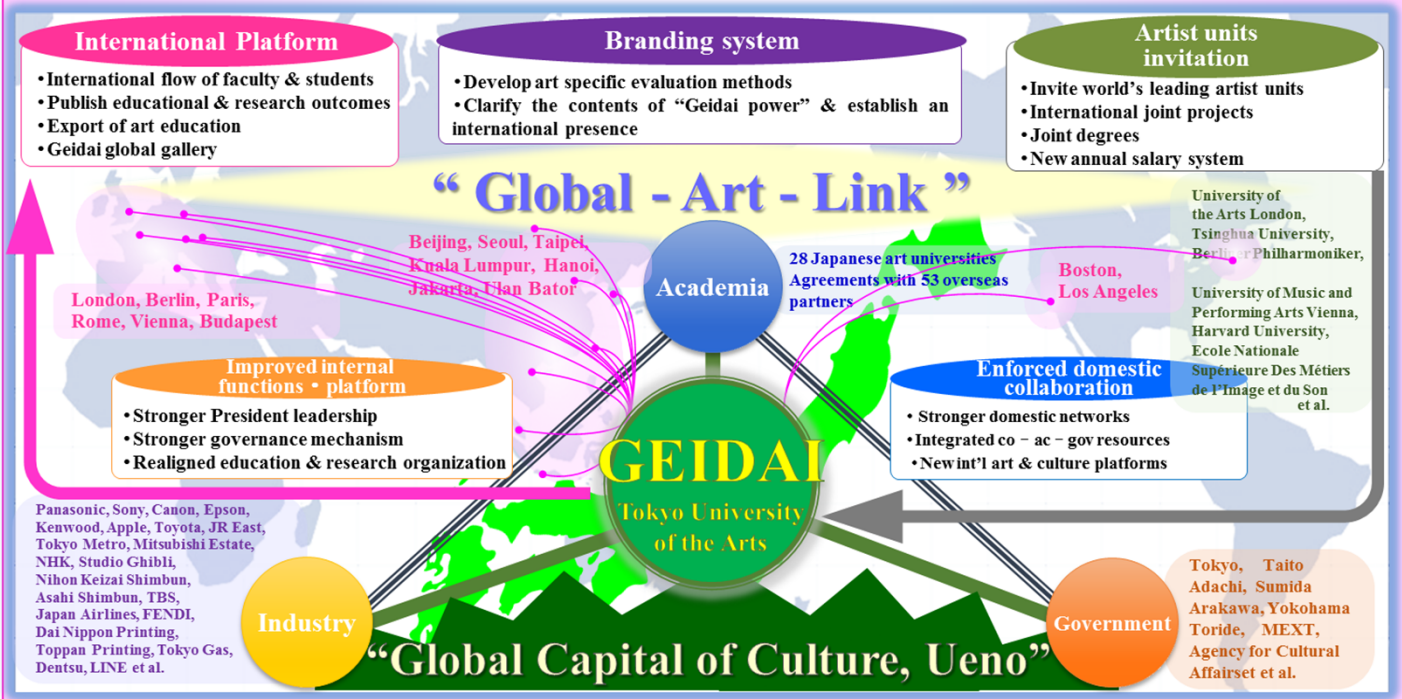 International Platform
•International flow of faculty & students
•Publish educational & research outcomes
•Export of art education
•Geidai global gallery
Branding system
•Develop art specific evaluation methods
•Clarify the contents of “Geidai power” & establish an
international presence
Artist units
invitation
•Invite world’s leading artist units
•International joint projects
•Joint degrees
•New annual salary system
“ Global - Art - Link ”
London, Berlin, Paris,
Rome, Vienna, Budapest
Beijing, Seoul, Taipei,
Kuala Lumpur, Hanoi,
Jakarta, Ulan Bator
Academia
28 Japanese art universities
Agreements with 53 overseas
partners
Boston,
Los Angeles
University of
the Arts London,
Tsinghua University,
Berliner Philharmoniker,
University of Music and
Performing Arts Vienna,
Harvard University,
Ecole Nationale
Supérieure Des Métiers
de l’Image et du Son
et al.
Improved internal
functions・platform
•Stronger President leadership
•Stronger governance mechanism
•Realigned education & research organization
Enforced domestic
collaboration
• Stronger domestic networks
•Integrated co – ac – gov resources
•New int’l art & culture platforms
GEIDAI
Tokyo University
of the Arts
Panasonic, Sony, Canon, Epson,
Kenwood, Apple, Toyota, JR East,
Tokyo Metro, Mitsubishi Estate,
NHK, Studio Ghibli,
Nihon Keizai Shimbun,
Asahi Shimbun, TBS,
Japan Airlines, FENDI,
Dai Nippon Printing,
Toppan Printing, Tokyo Gas,
Dentsu, LINE et al.
Industry
Government
Tokyo, Taito
Adachi, Sumida
Arakawa, Yokohama
Toride, MEXT,
Agency for Cultural
Affairset et al.
“Global Capital of Culture, Ueno”